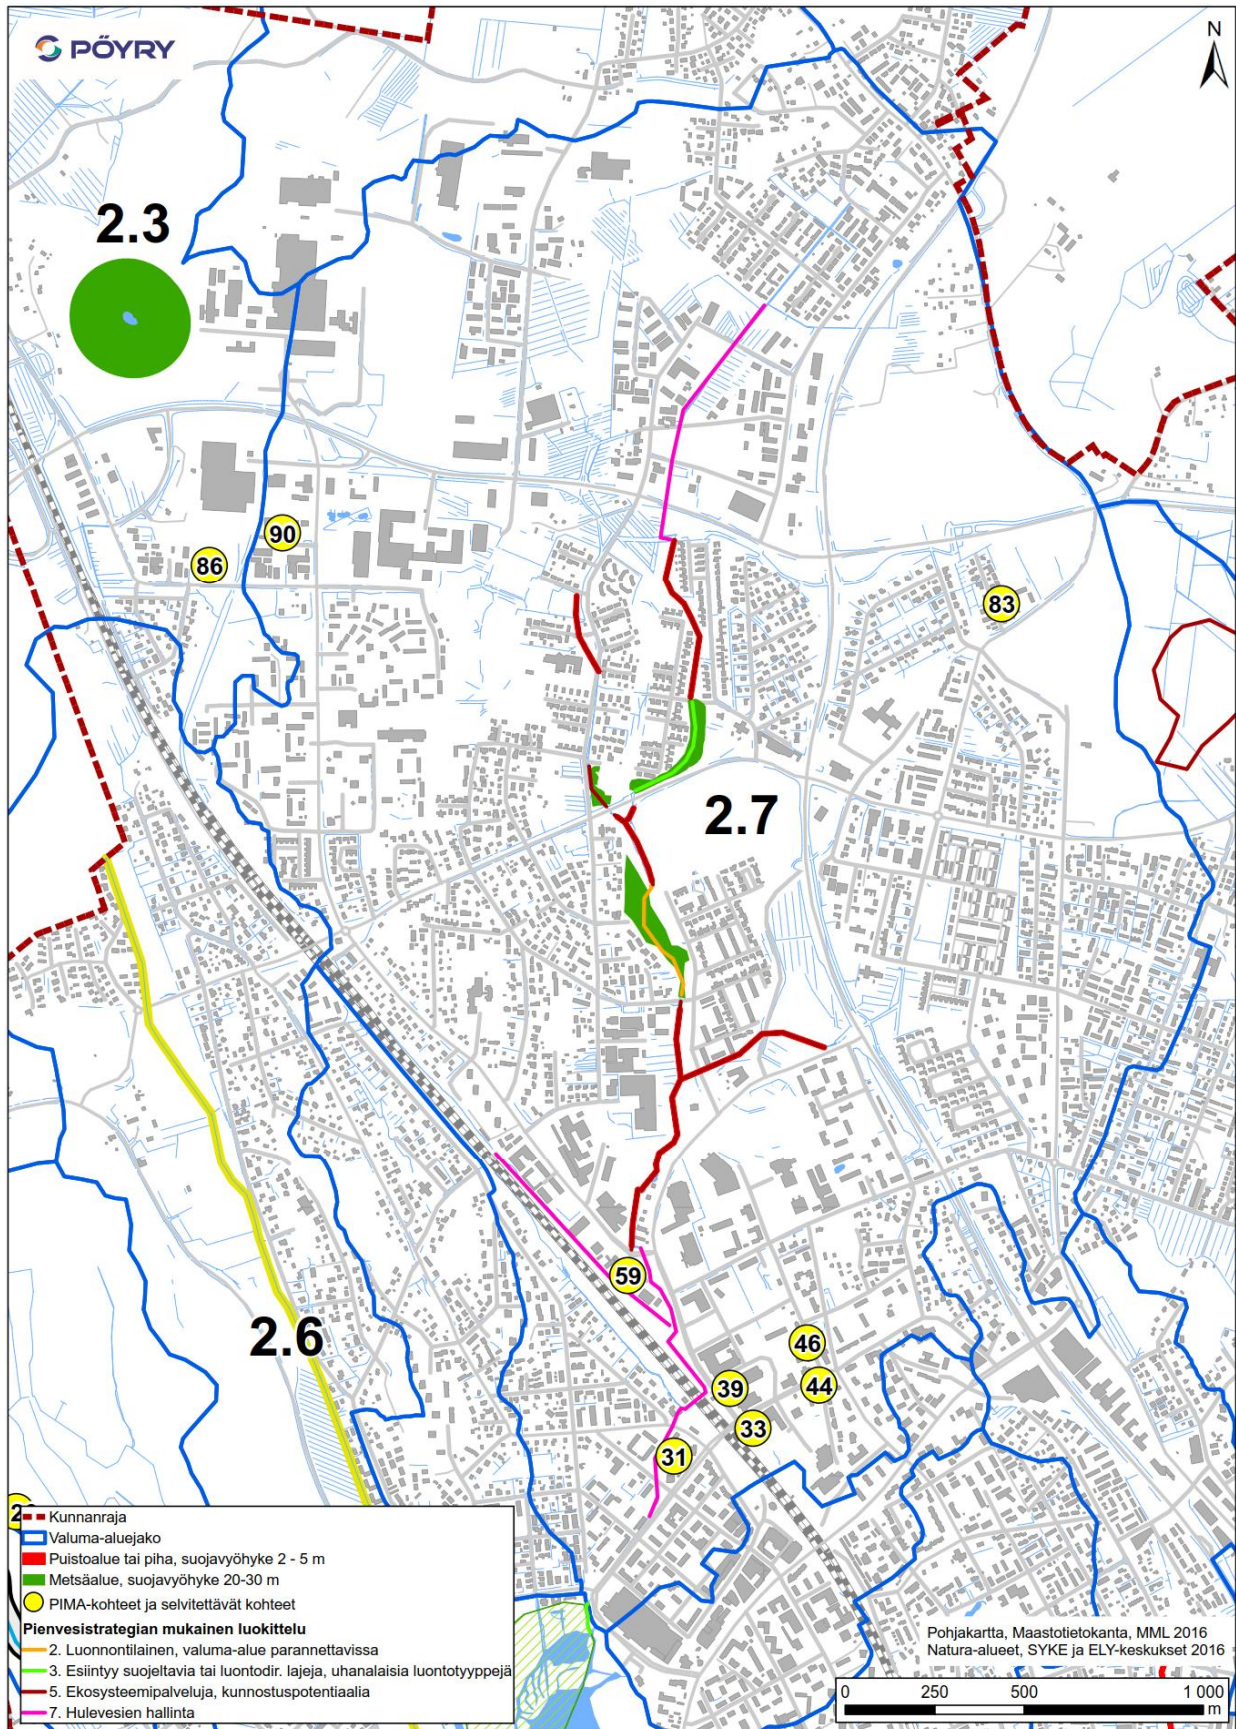 PÖYRY
N
2.3
90
86
83
2.7
59
2.6
46
39
44
33
31
Kunnanraja
Valuma-aluejako
Puistoalue tai piha, suojavyöhyke 2 - 5 m
Metsäalue, suojavyöhyke 20-30 m
PIMA-kohteet ja selvitettävät kohteet
Pienvesistrategian mukainen luokittelu
2. Luonnontilainen, valuma-alue parannettavissa
3. Esiintyy suojeltavia tai luontodir. lajeja, uhanalaisia luontotyyppejä
5. Ekosysteemipalveluja, kunnostuspotentiaalia
7. Hulevesien hallinta
Pohjakartta, Maastotietokanta, MML 2016
Natura-alueet, SYKE ja ELY-keskukset 2016
0 250 500 1 000
m